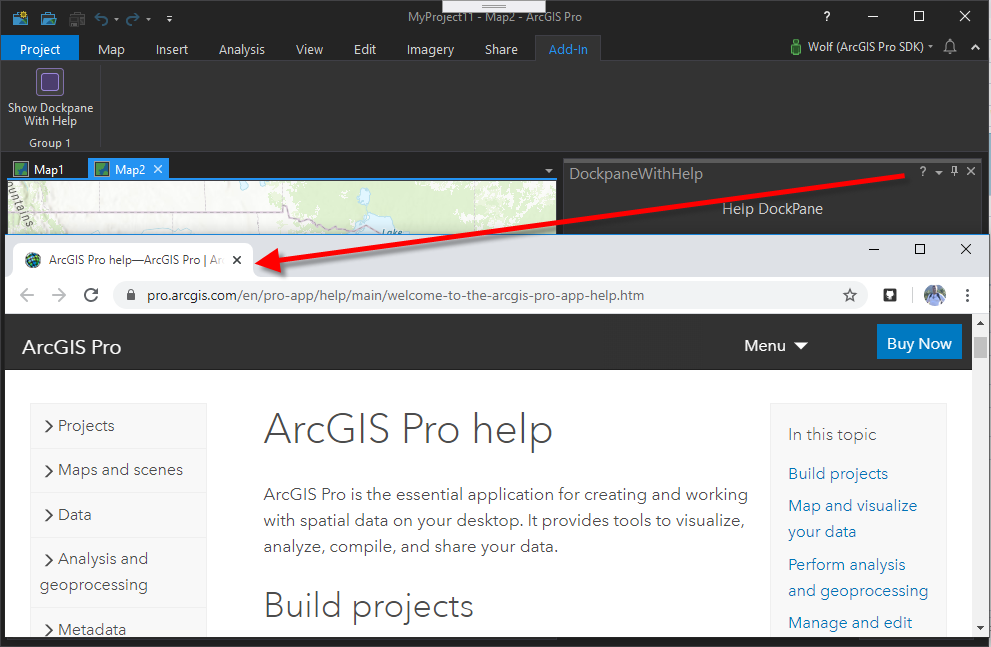 MyProject11 - Map2 - ArcGIS Pro
?
Project Map Insert Analysis View Edit Imagery Share Add-In
Wolf (ArcGIS Pro SDK)
Show Dockpane
With Help
Group 1
Map1 Map2
DockpaneWithHelp ?
Help DockPane
ountains
Lake
ArcGIS Pro help—ArcGIS Pro | Ar
pro.arcgis.com/en/pro-app/help/main/welcome-to-the-arcgis-pro-app-help.htm
ArcGIS Pro
Menu
Buy Now
Projects
Maps and scenes
Data
Analysis and
geoprocessing
Metadata
ArcGIS Pro help
ArcGIS Pro is the essential application for creating and working
with spatial data on your desktop. It provides tools to visualize,
analyze, compile, and share your data.
Build projects
In this topic
Build projects
Map and visualize
your data
Perform analysis
and geoprocessing
Manage and edit